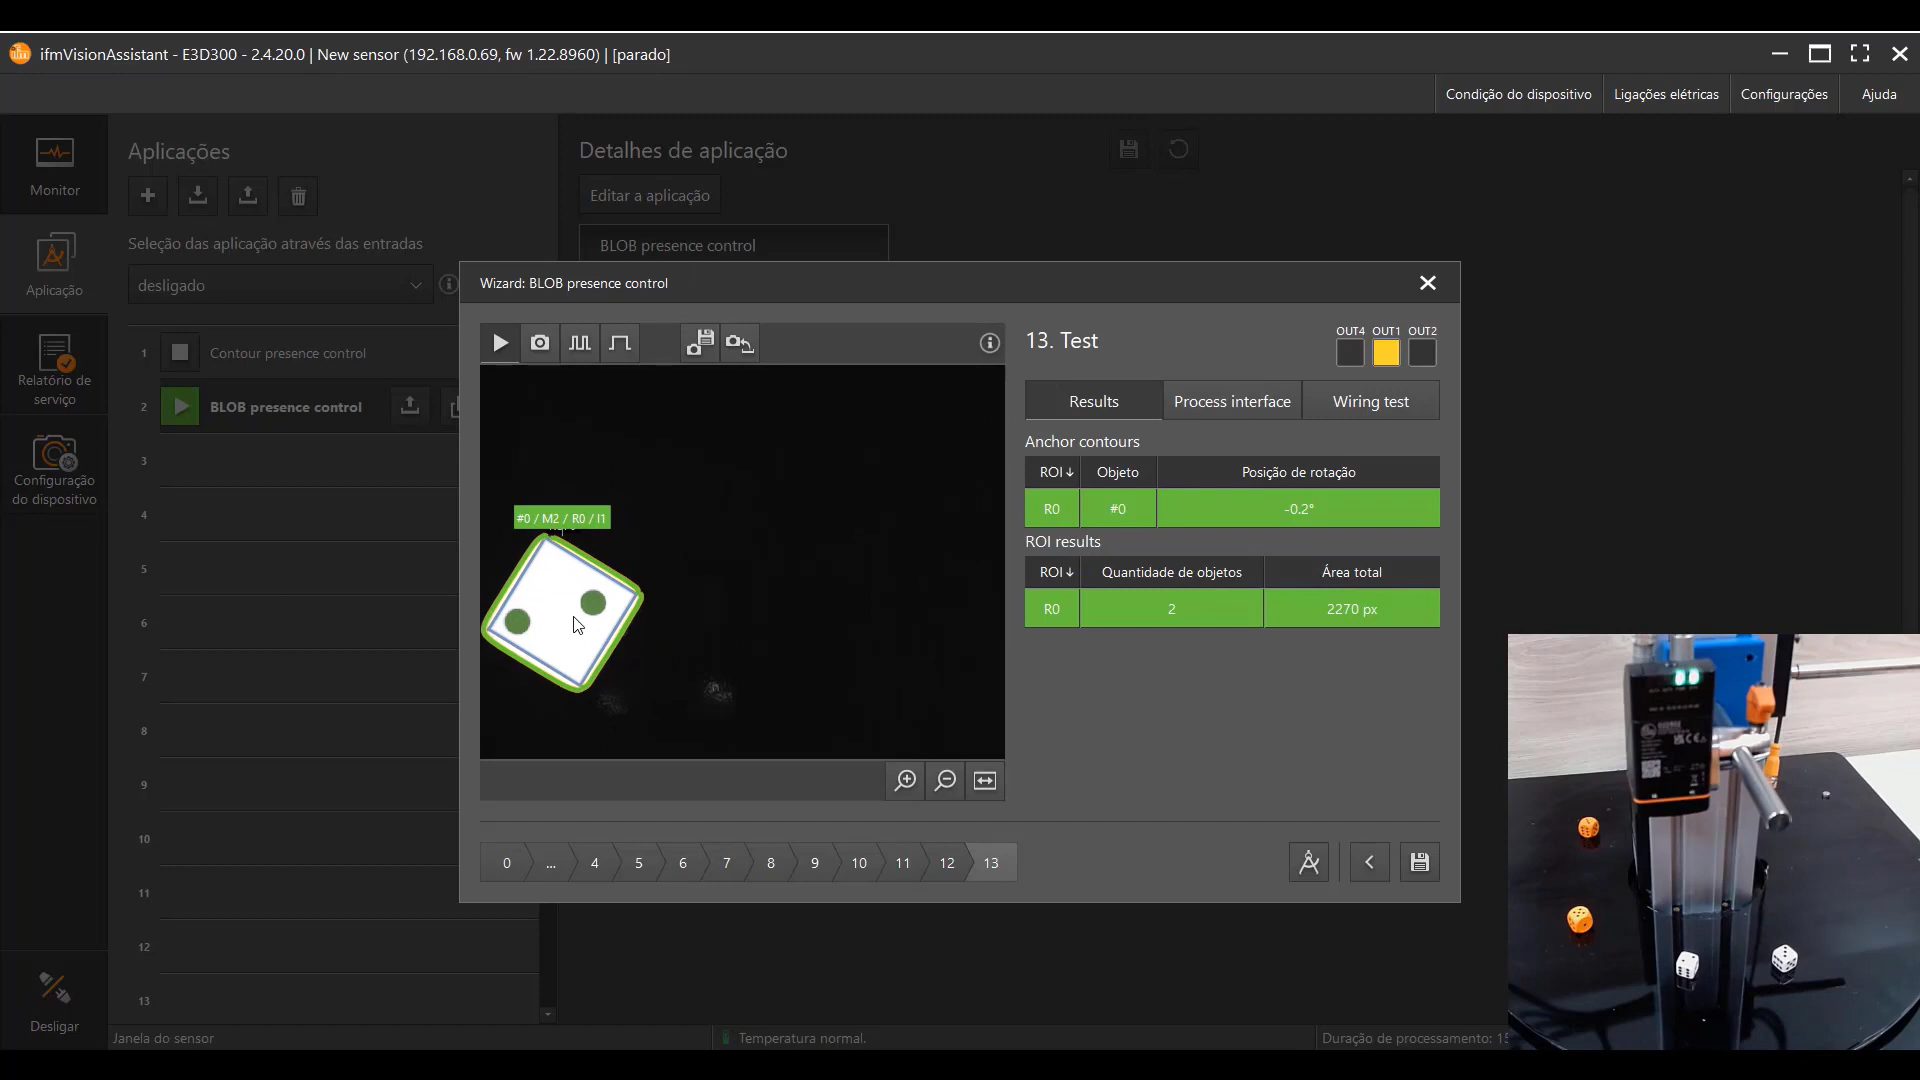 ifmVisionAssistant - E3D300 - 2.4.20.0 | New sensor (192.168.0.69, fw 1.22.8960) | [parado]
Condição do dispositivo
Ligações elétricas
Configurações
Ajuda
Monitor
Aplicação
Relatório de
serviço
Configuração
do dispositivo
Desligar
Aplicações
Seleção das aplicação através das entradas
desligado
1 Contour presence control
2 BLOB presence control
3
4
5
6
7
8
9
10
11
12
13
Detalhes de aplicação
Editar a aplicação
BLOB presence control
Wizard: BLOB presence control
#0 / M2 / R0 / I1
13. Test
OUT4 OUT1 OUT2
Results
Process interface
Wiring test
Anchor contours
ROI Objeto Posição de rotação
R0 #0 -0.2°
ROI results
ROI Quantidade de objetos Área total
R0 2 2270 px
0 ... 4 5 6 7 8 9 10 11 12 13
Janela do sensor
Temperatura normal.
Duração de processamento: 15